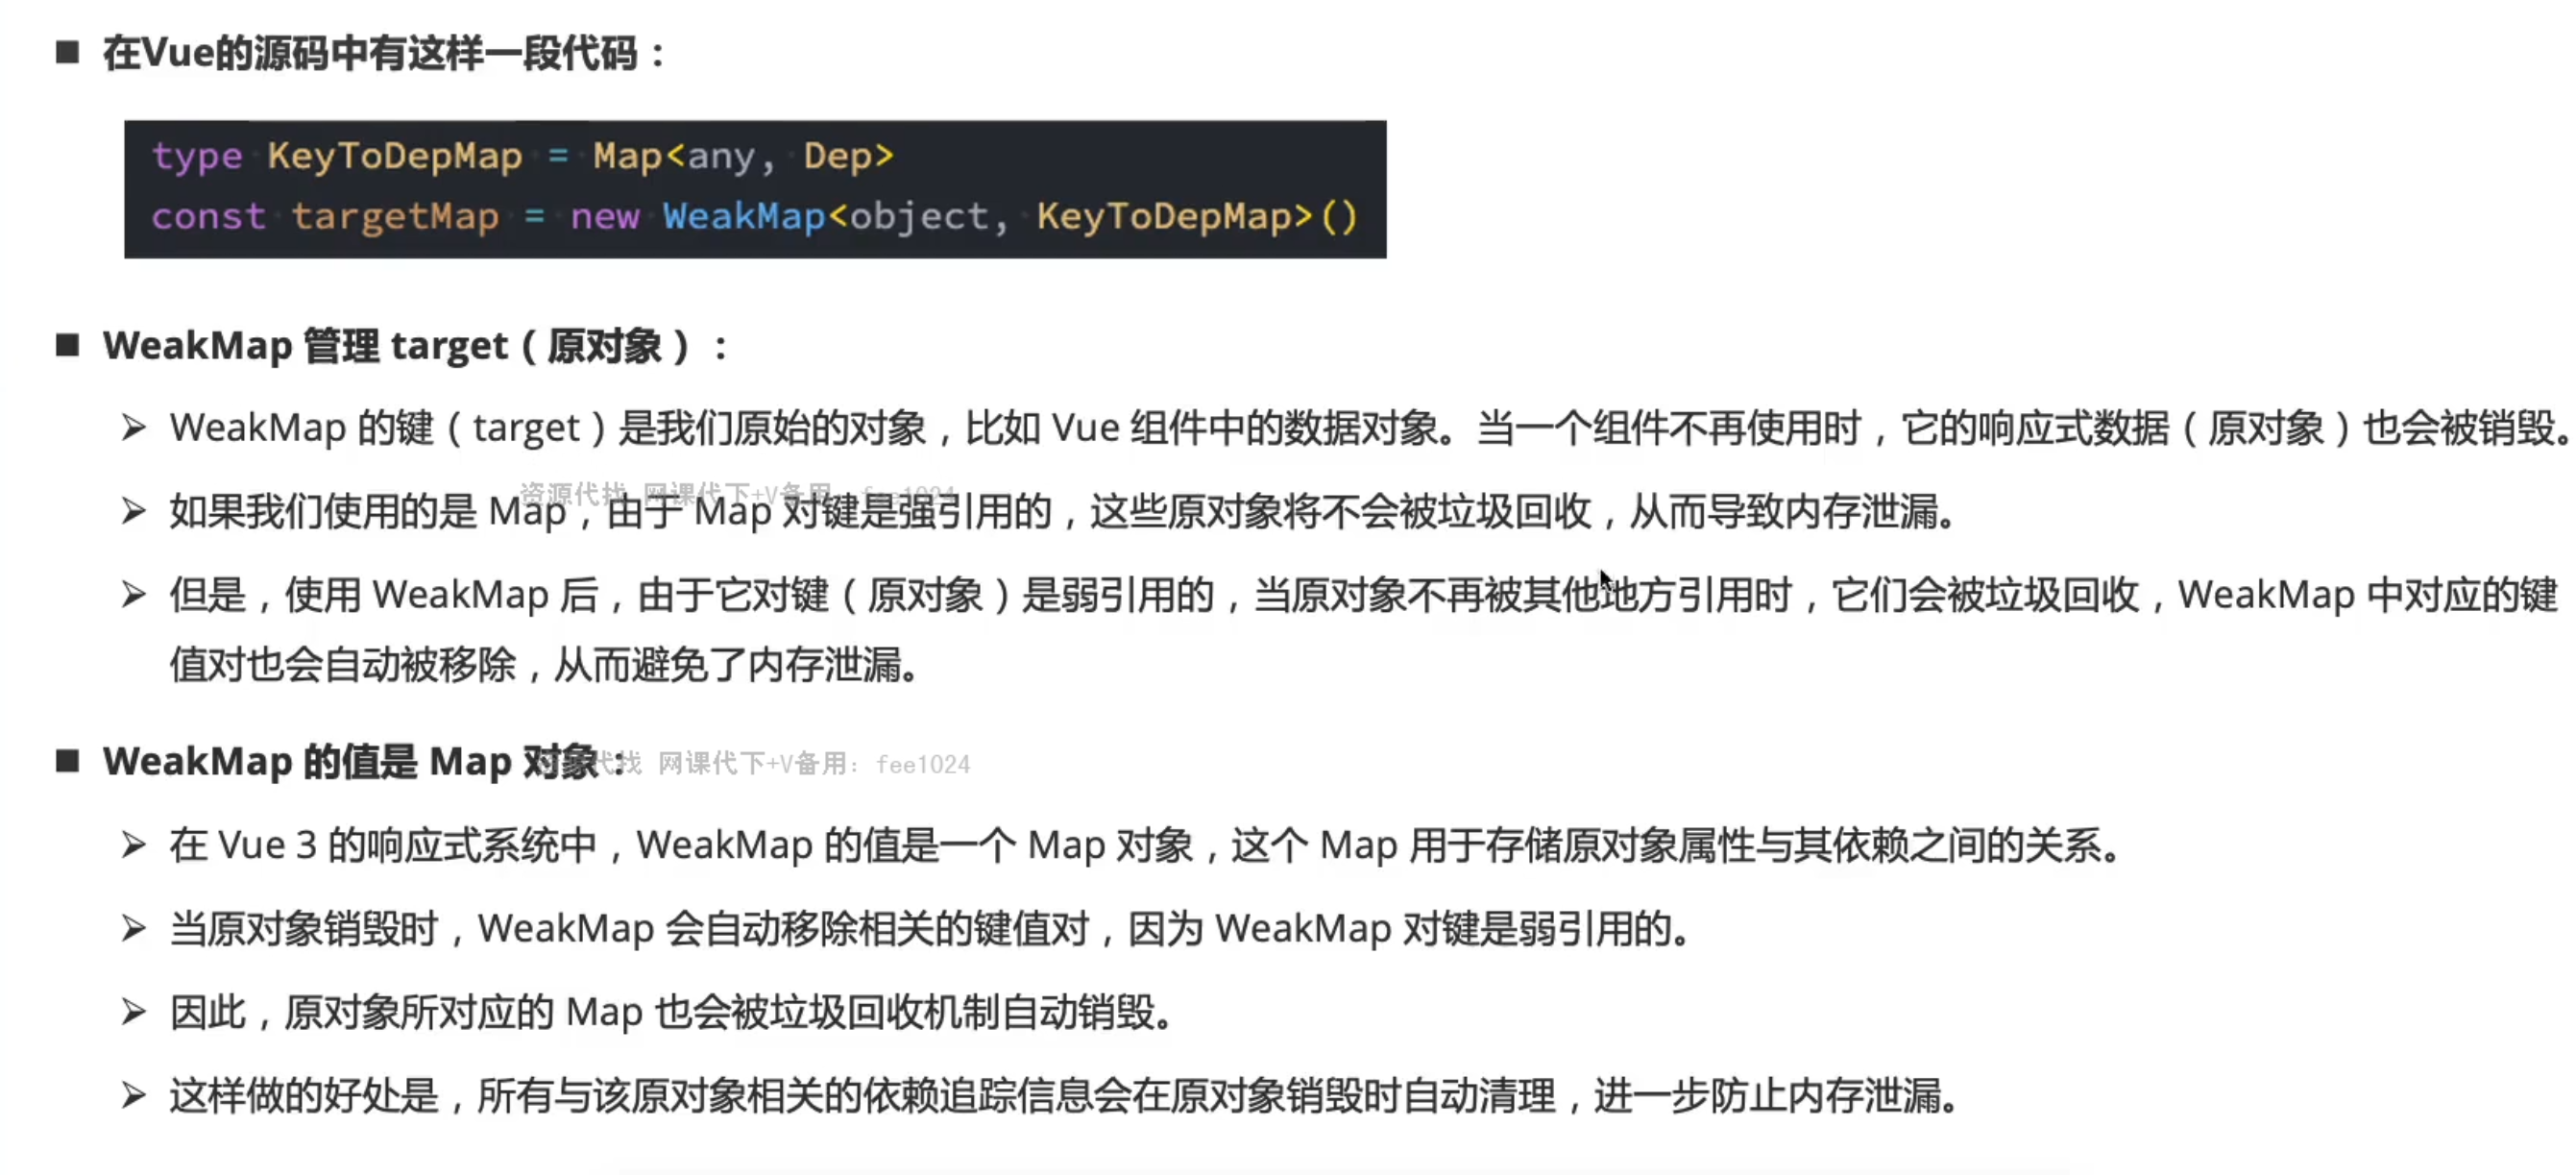 ■ 在Vue的源码中有这样一段代码：
type KeyToDepMap = Map<any, Dep>
const targetMap = new WeakMap<object, KeyToDepMap>()
■ WeakMap 管理 target（原对象）：
➢ WeakMap 的键（target）是我们原始的对象，比如 Vue 组件中的数据对象。当一个组件不再使用时，它的响应式数据（原对象）也会被销毁。
资源代找 网课代下+V备用：fee1024
➢ 如果我们使用的是 Map，由于 Map 对键是强引用的，这些原对象将不会被垃圾回收，从而导致内存泄漏。
➢ 但是，使用 WeakMap 后，由于它对键（原对象）是弱引用的，当原对象不再被其他地方引用时，它们会被垃圾回收，WeakMap 中对应的键
值对也会自动被移除，从而避免了内存泄漏。
■ WeakMap 的值是 Map 对象：
资源代找 网课代下+V备用：fee1024
➢ 在 Vue 3 的响应式系统中，WeakMap 的值是一个 Map 对象，这个 Map 用于存储原对象属性与其依赖之间的关系。
➢ 当原对象销毁时，WeakMap 会自动移除相关的键值对，因为 WeakMap 对键是弱引用的。
➢ 因此，原对象所对应的 Map 也会被垃圾回收机制自动销毁。
➢ 这样做的好处是，所有与该原对象相关的依赖追踪信息会在原对象销毁时自动清理，进一步防止内存泄漏。